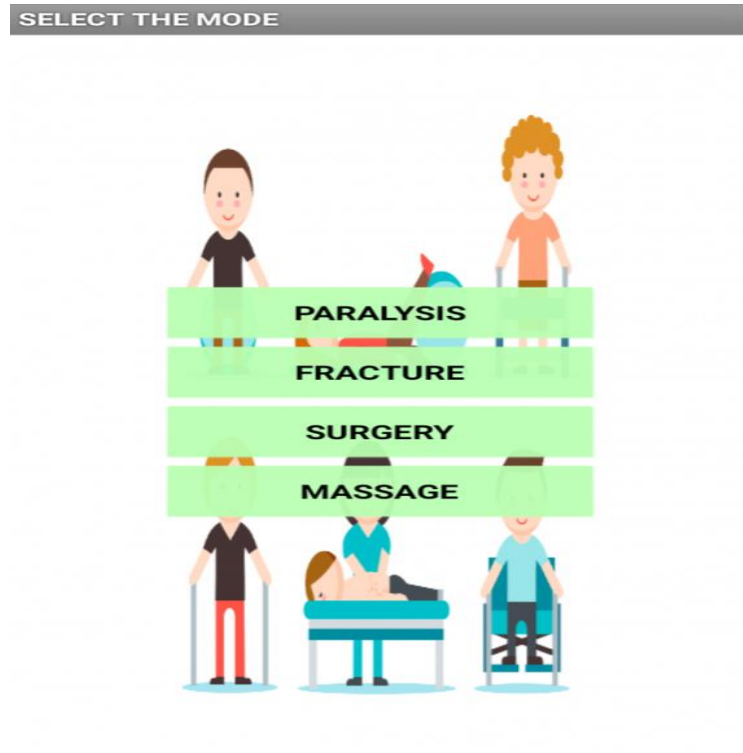 SELECT THE MODE
PARALYSIS
FRACTURE
SURGERY
MASSAGE